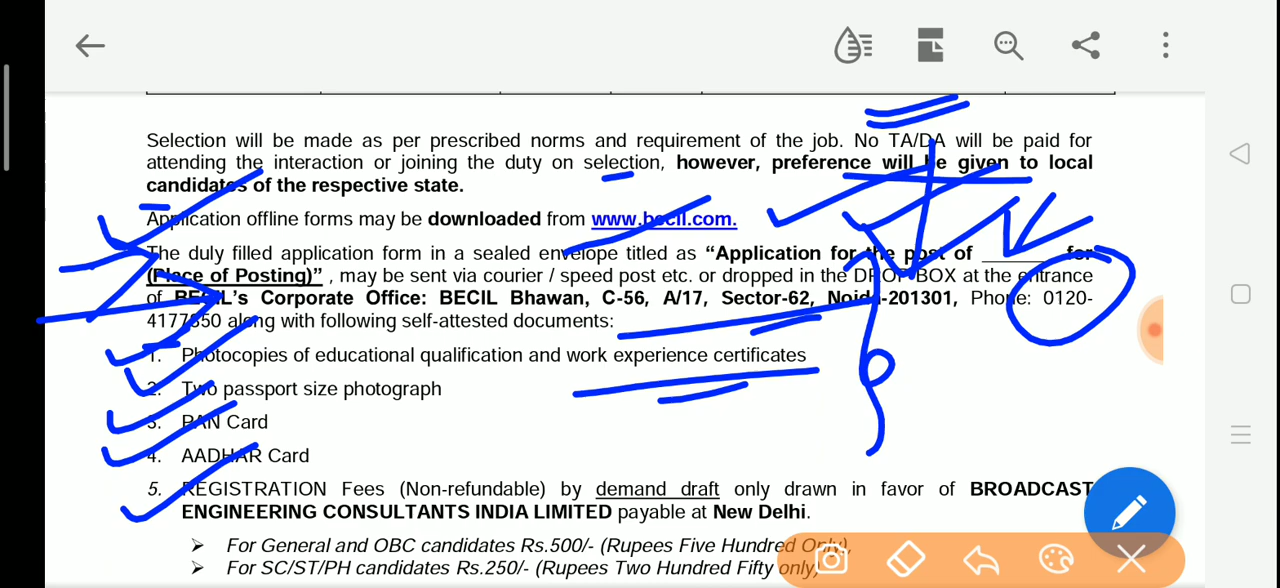 Selection will be made as per prescribed norms and requirement of the job. No TA/DA will be paid for
attending the interaction or joining the duty on selection, however, preference will be given to local
candidates of the respective state.
Application offline forms may be downloaded from www.becil.com.
The duly filled application form in a sealed envelope titled as “Application for the post of ______ for
(Place of Posting)” , may be sent via courier / speed post etc. or dropped in the DROP BOX at the entrance
of BECIL’s Corporate Office: BECIL Bhawan, C-56, A/17, Sector-62, Noida-201301, Phone: 0120-
4177850 along with following self-attested documents:
1. Photocopies of educational qualification and work experience certificates
2. Two passport size photograph
3. PAN Card
4. AADHAR Card
5. REGISTRATION Fees (Non-refundable) by demand draft only drawn in favor of BROADCAST
ENGINEERING CONSULTANTS INDIA LIMITED payable at New Delhi.
➢ For General and OBC candidates Rs.500/- (Rupees Five Hundred Only),
➢ For SC/ST/PH candidates Rs.250/- (Rupees Two Hundred Fifty only)